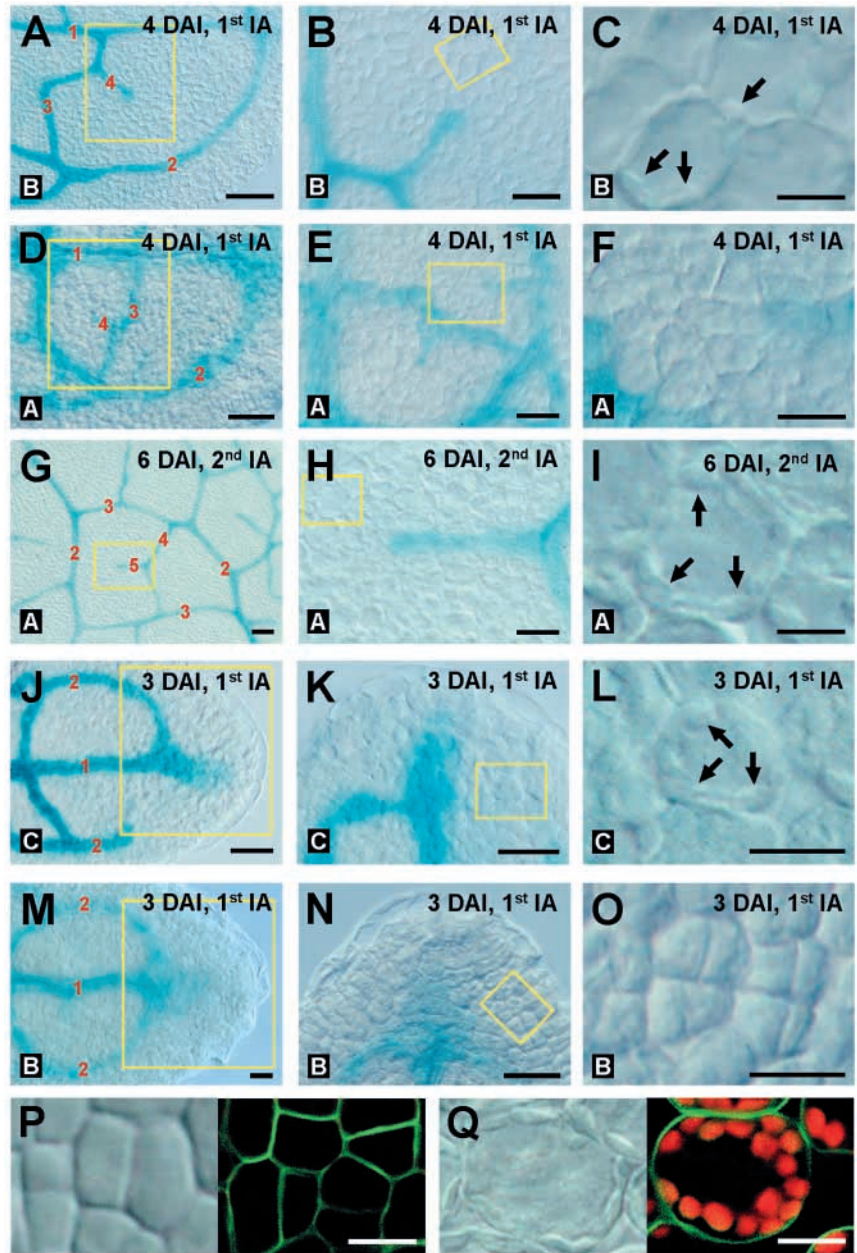 A 4 DAI, 1st IA
1
4
3
2
B
B 4 DAI, 1st IA
B
C 4 DAI, 1st IA
B
D 4 DAI, 1st IA
1
3
4
2
A
E 4 DAI, 1st IA
A
F 4 DAI, 1st IA
A
G 6 DAI, 2nd IA
3
4
2 5 2
3
A
H 6 DAI, 2nd IA
A
I 6 DAI, 2nd IA
A
J 3 DAI, 1st IA
2
1
2
C
K 3 DAI, 1st IA
C
L 3 DAI, 1st IA
C
M 3 DAI, 1st IA
2
1
2
B
N 3 DAI, 1st IA
B
O 3 DAI, 1st IA
B
P
Q